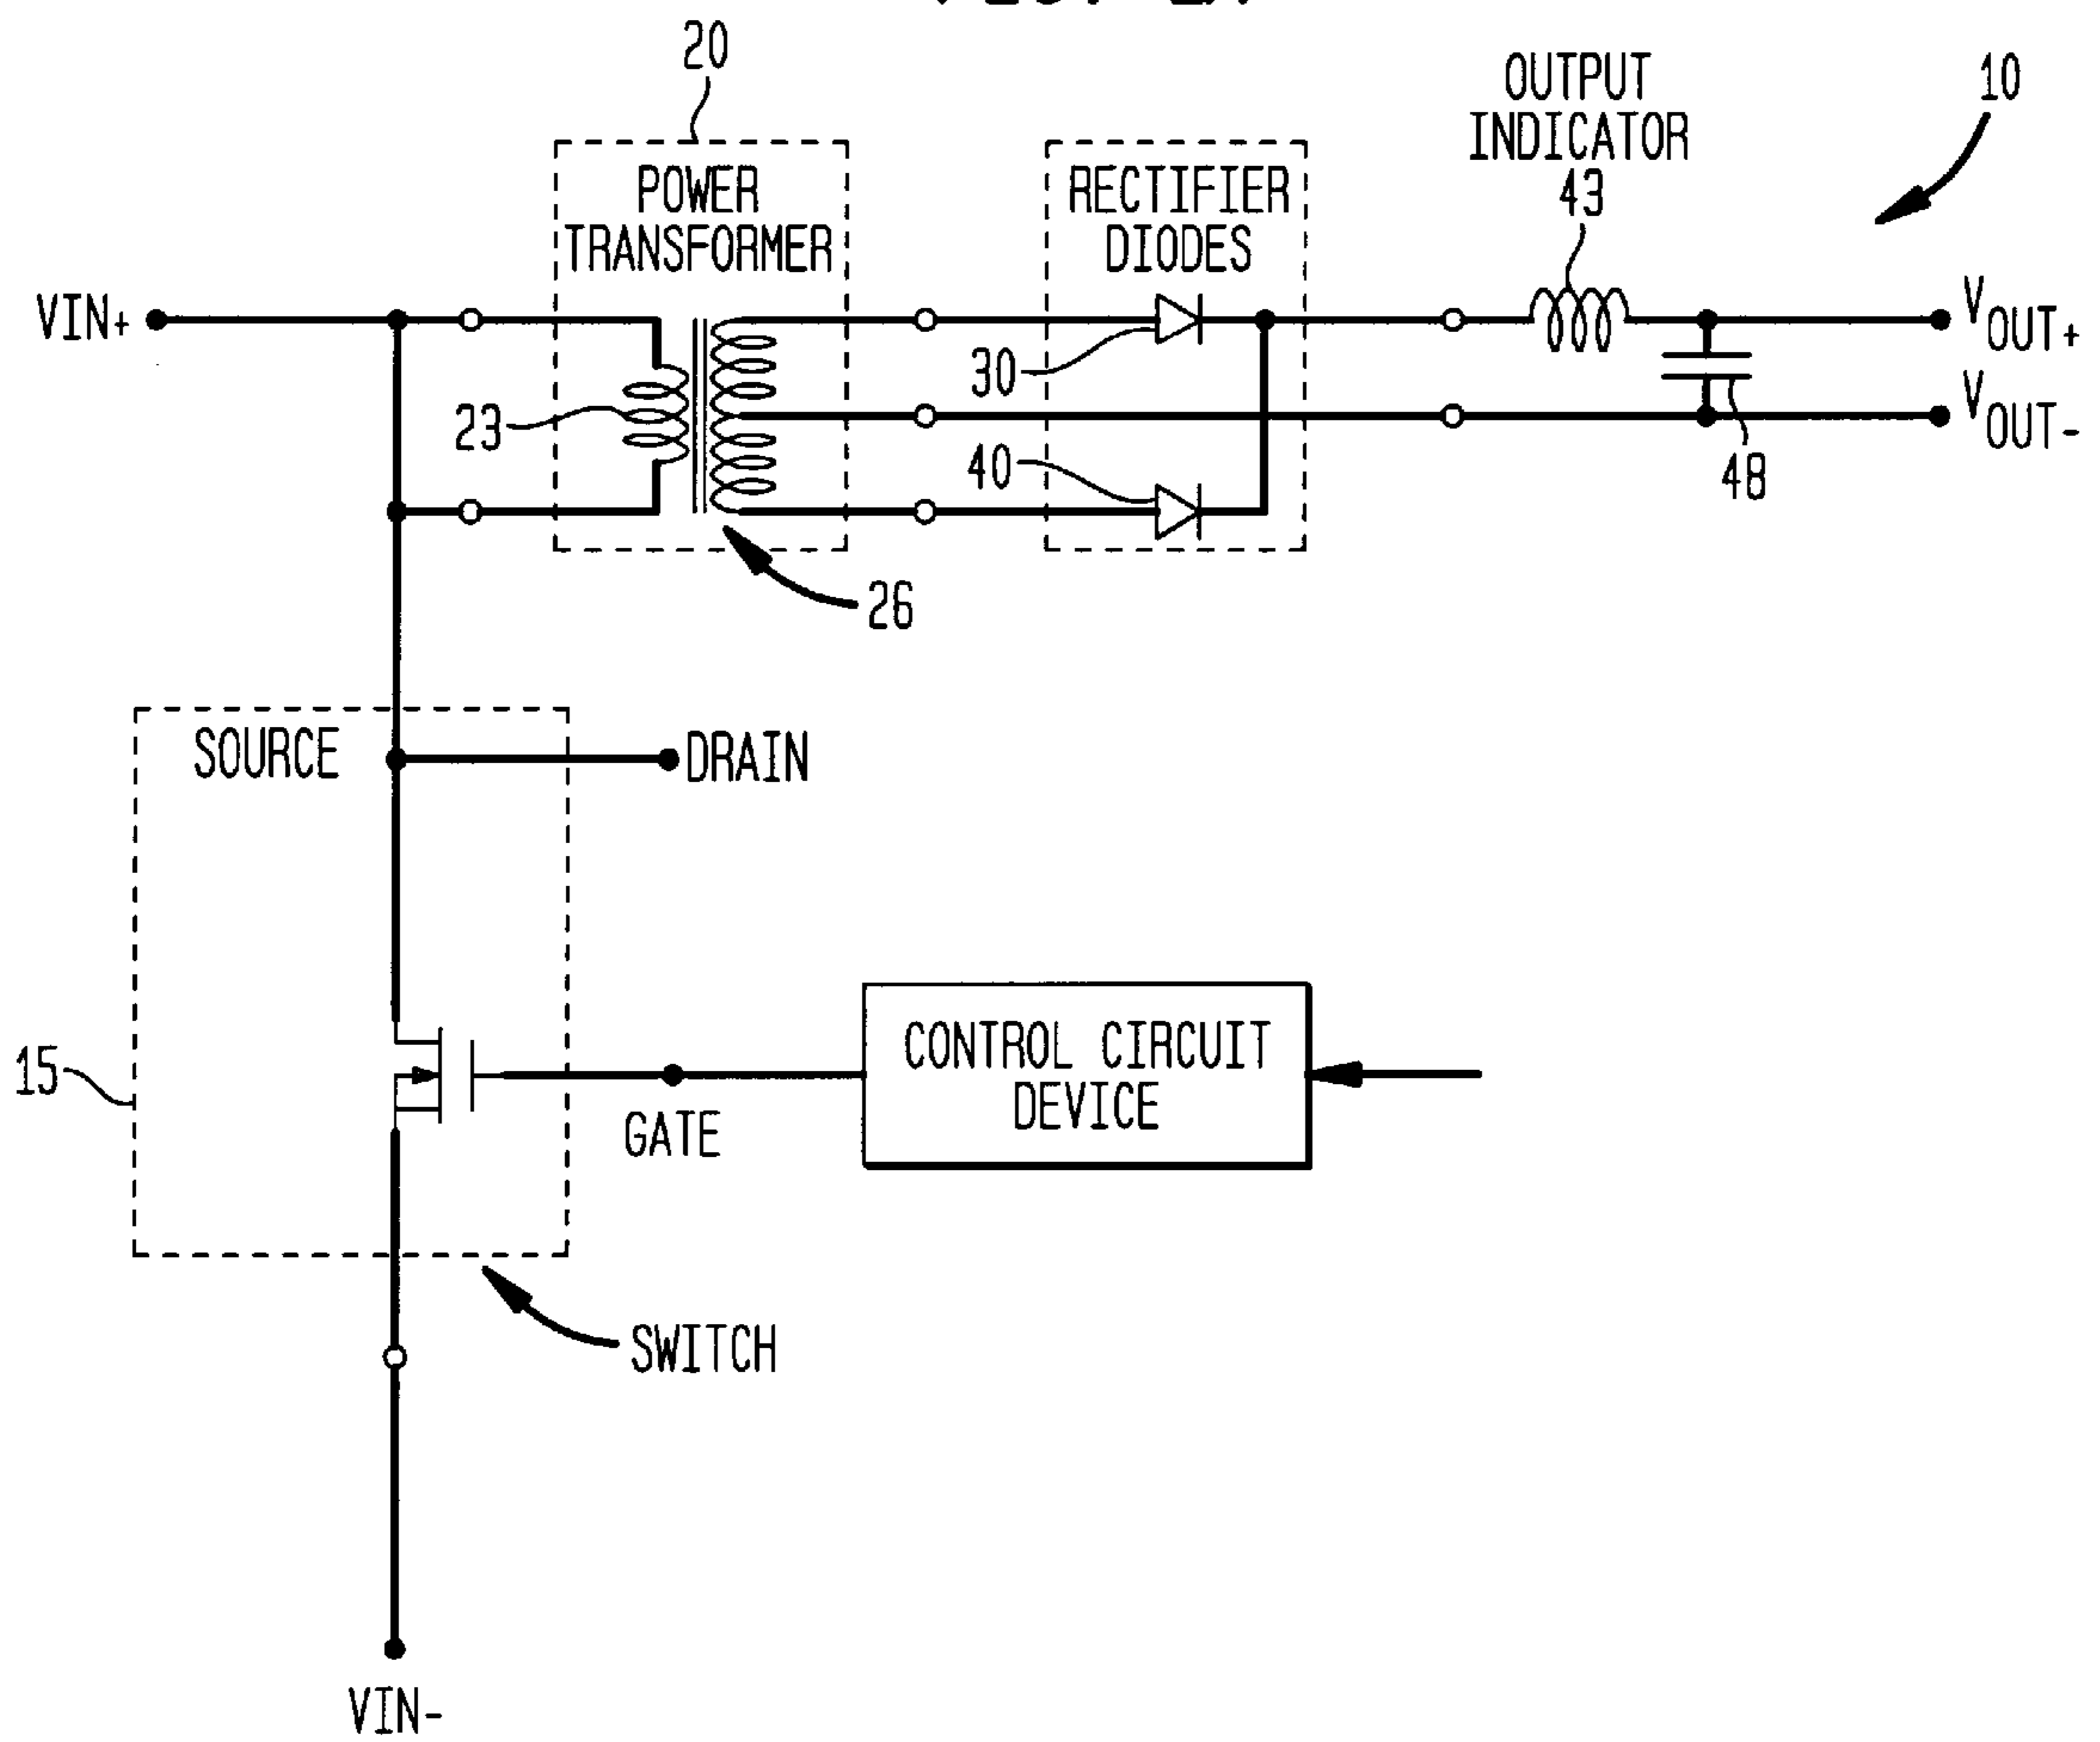 20
OUTPUT
INDICATOR
43
10
POWER
TRANSFORMER
RECTIFIER
DIODES
VIN+
VOUT+
30
23
VOUT-
40
48
26
SOURCE
DRAIN
CONTROL CIRCUIT
DEVICE
15
GATE
SWITCH
VIN-